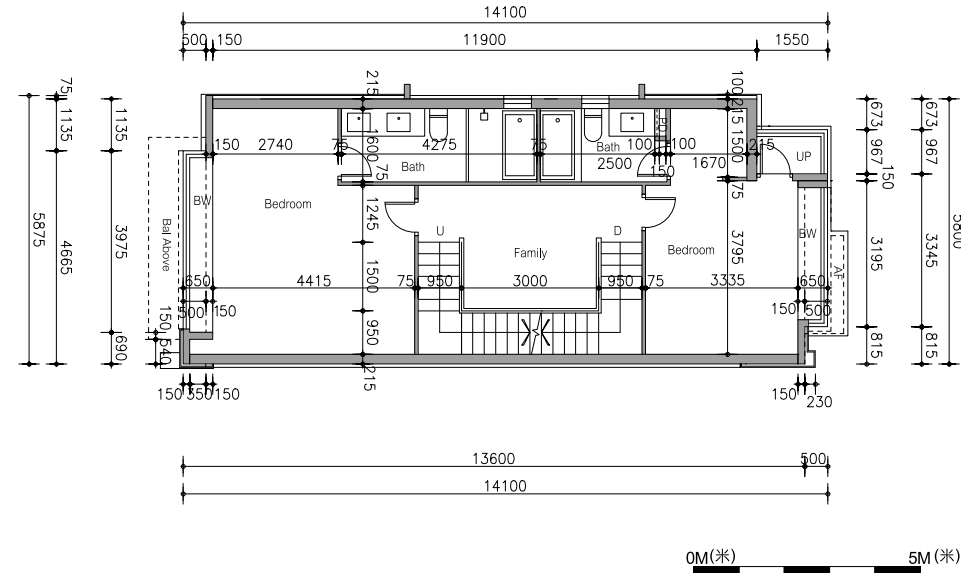 14100
500 150 11900 1550
75
1135
5875
4665
1135
3975
690
150
540
215
100
215
1500
673
967
150
3195
815
673
967
3345
815
5800
150 2740 75 4275 75 2500 100 150 100 1670 215
1600
75
Bath
Bath
PD
UP
BW
Bedroom
Bal Above
1245
U
Family
D
Bedroom
75
3795
BW
AF
1500
650 4415 75 950 3000 950 75 3335 650
500 150
150 500
950
215
150 350 150
150
230
13600 500
14100
0M(米) 5M(米)